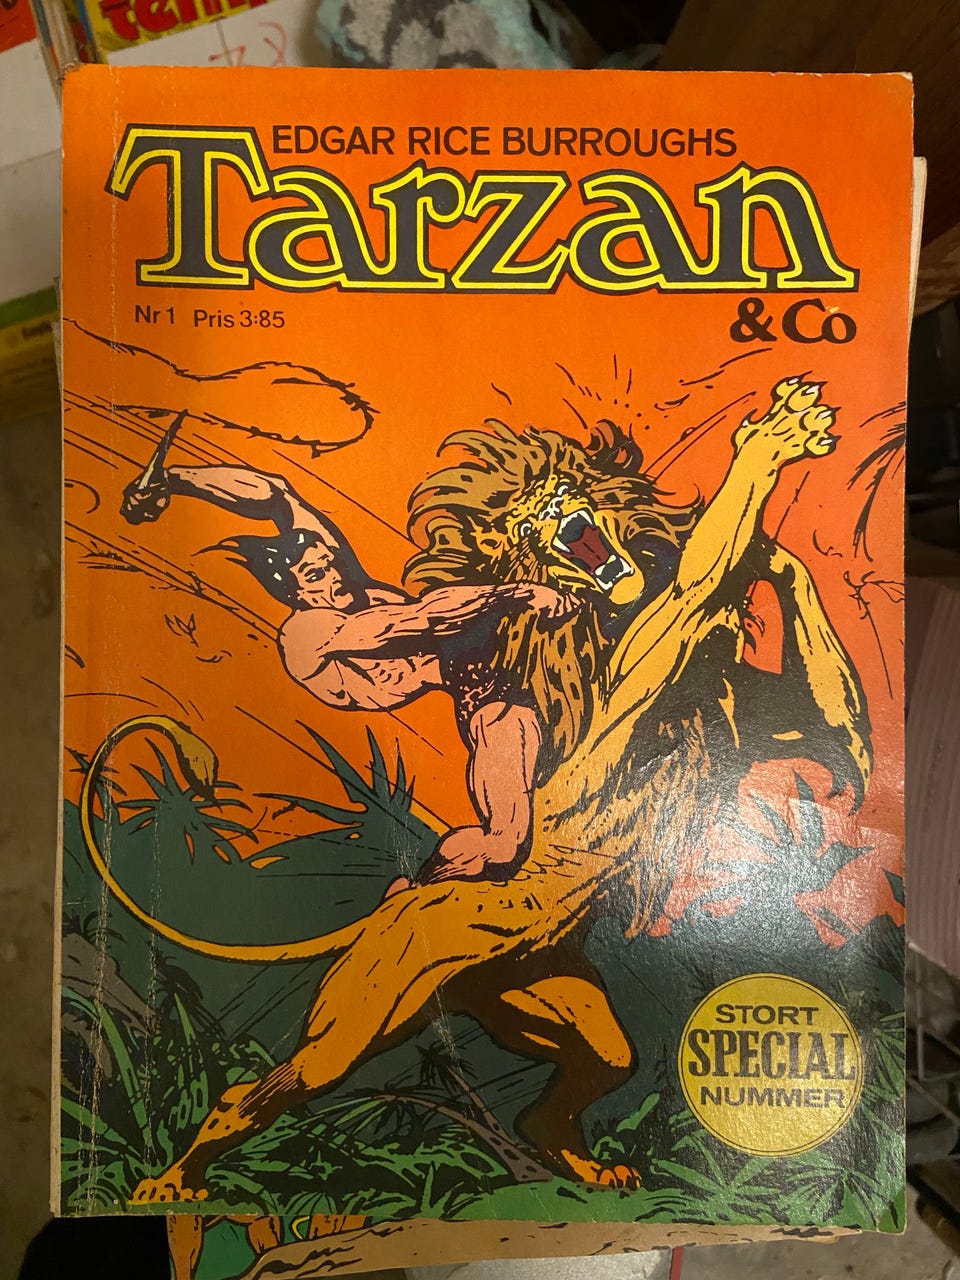 EDGAR RICE BURROUGHS
Tarzan
& Co
Nr 1 Pris 3:85
STORT
SPECIAL
NUMMER